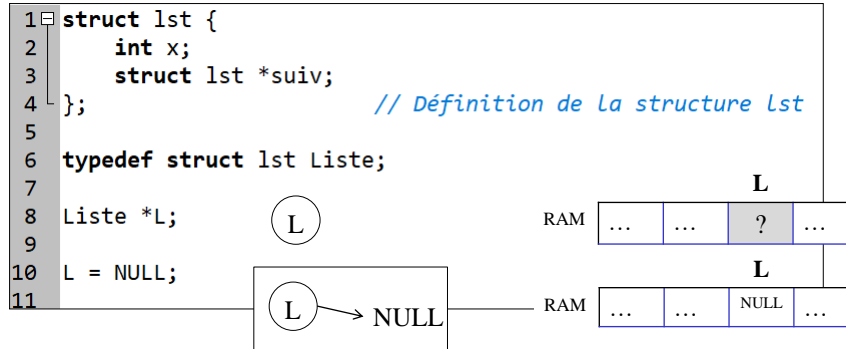 1 struct lst {
2 int x;
3 struct lst *suiv;
4 }; // Définition de la structure lst
5
6 typedef struct lst Liste;
7
L
8 Liste *L; L RAM … … ? …
9
L
10 L = NULL;
11
L NULL RAM … … NULL …